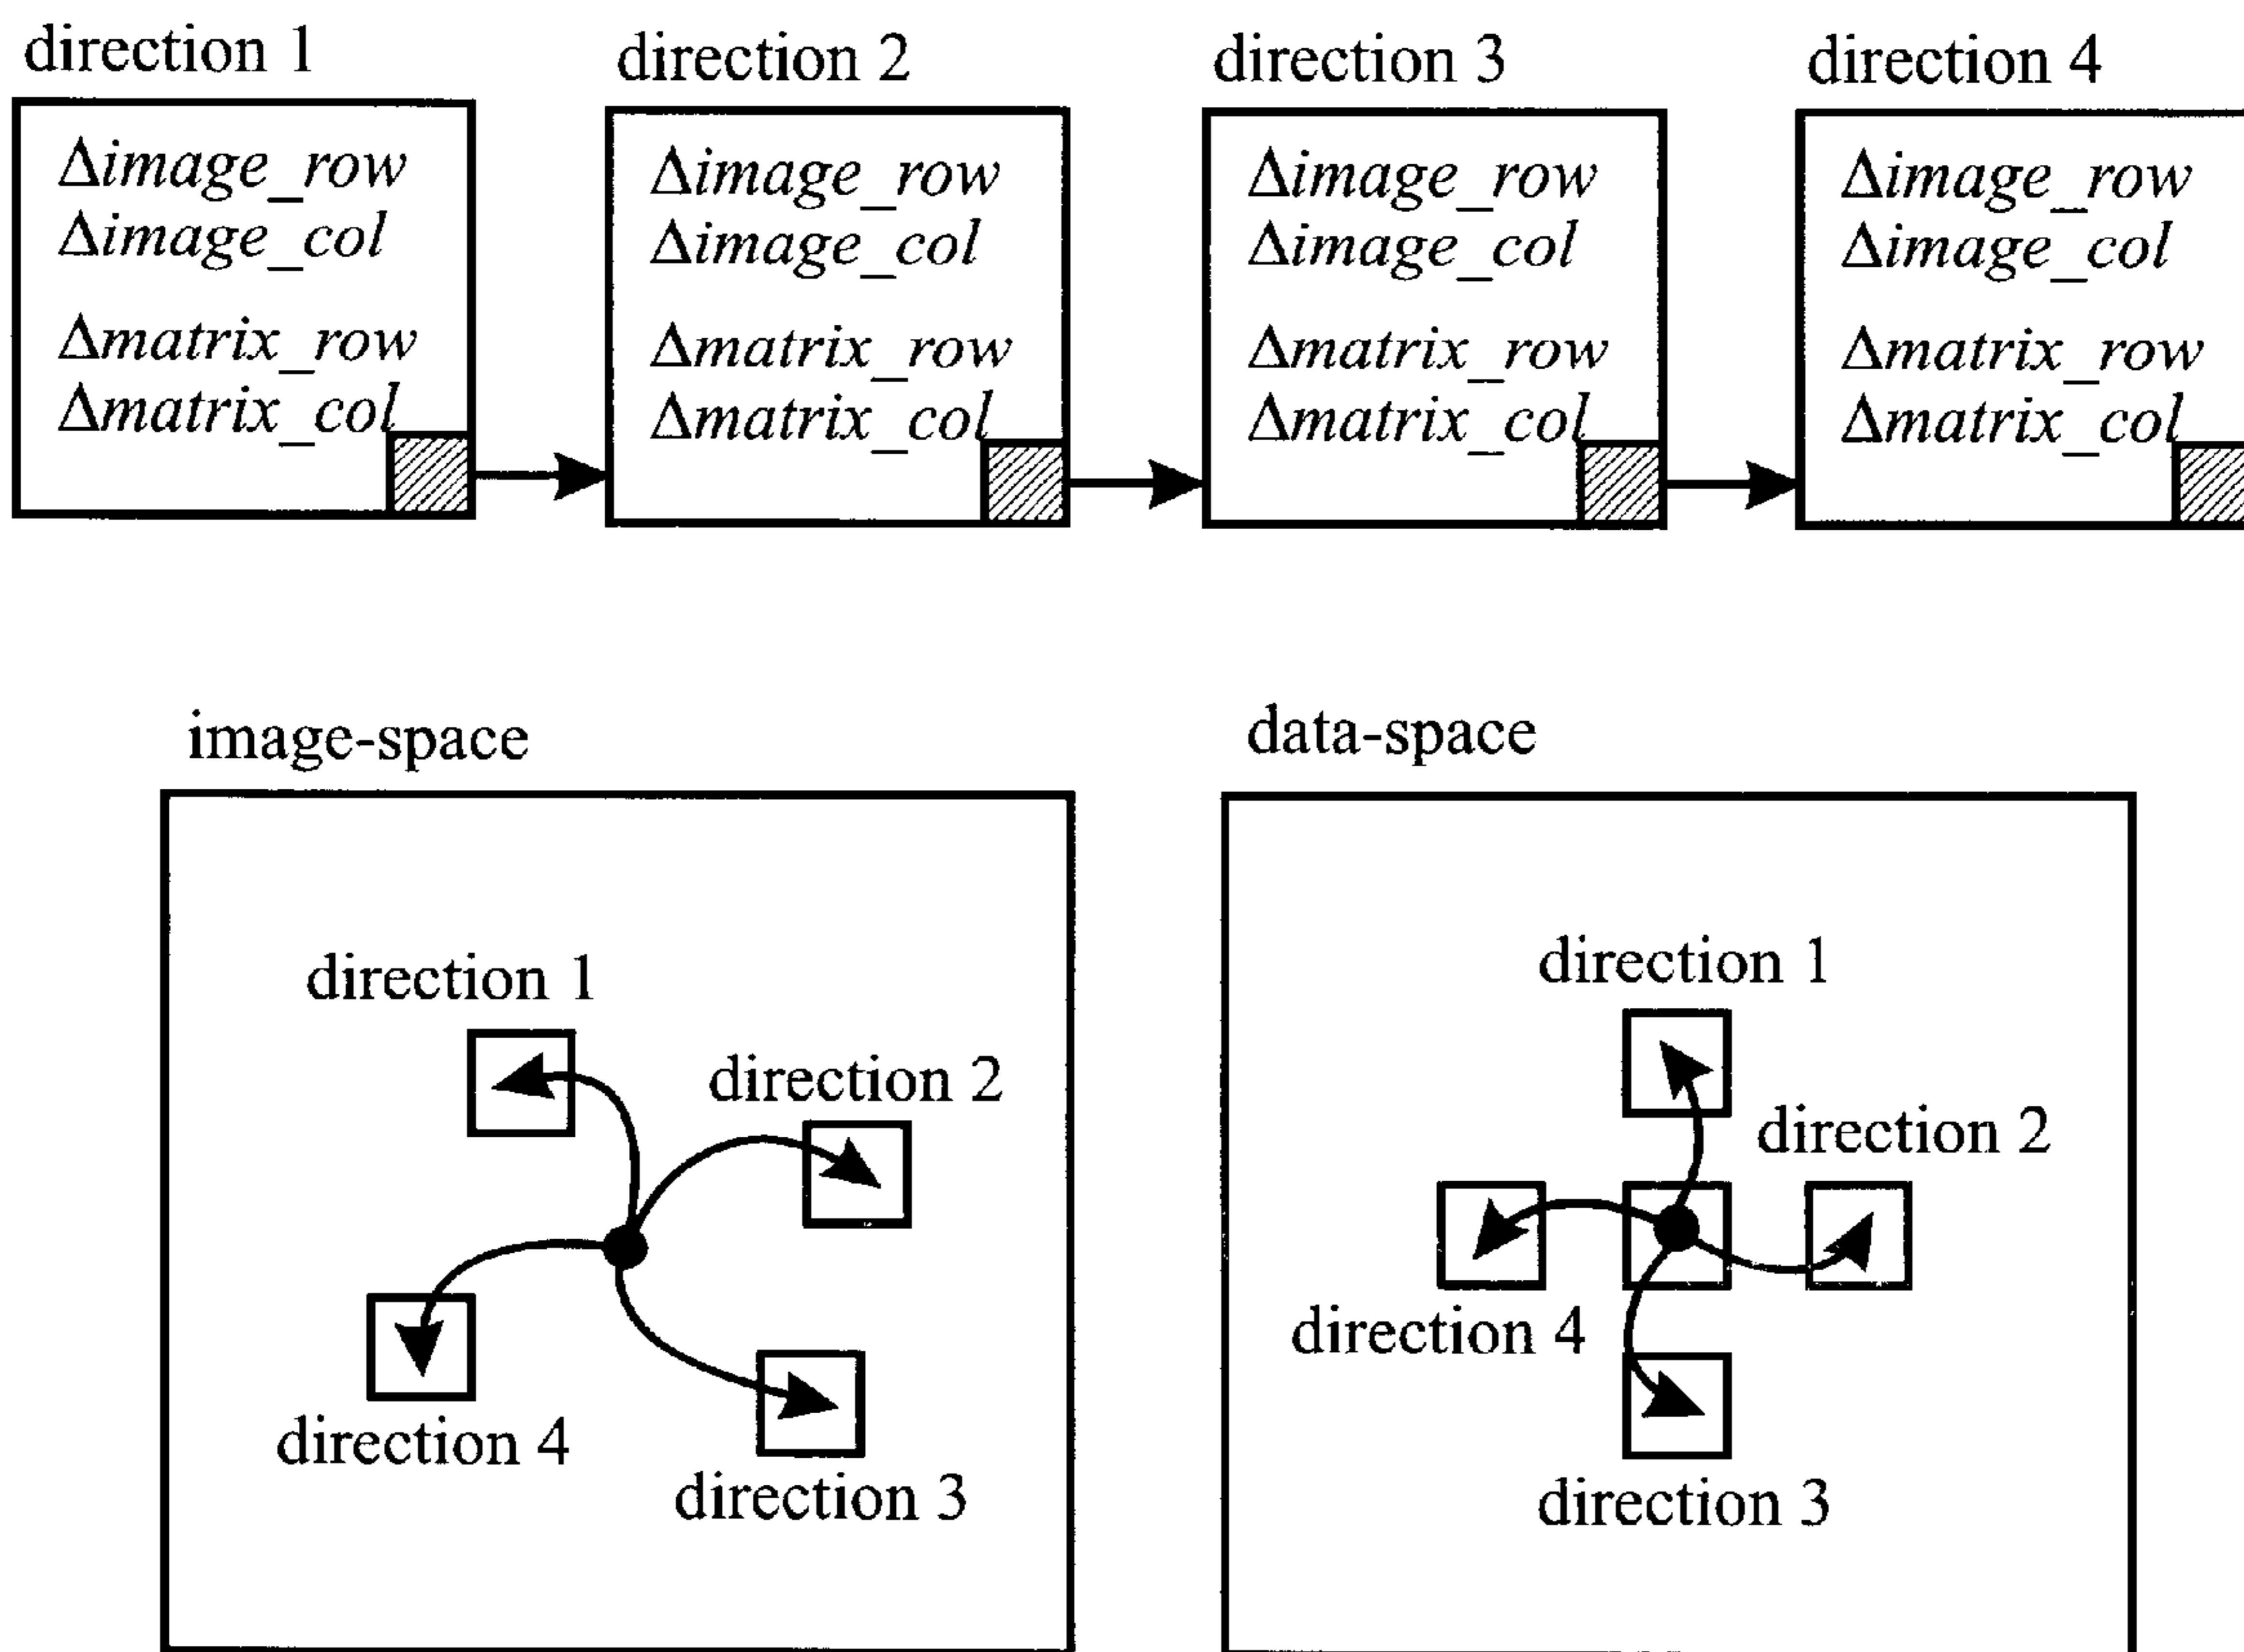 direction 1
Δimage_row
Δimage_col
Δmatrix_row
Δmatrix_col
direction 2
Δimage_row
Δimage_col
Δmatrix_row
Δmatrix_col
direction 3
Δimage_row
Δimage_col
Δmatrix_row
Δmatrix_col
direction 4
Δimage_row
Δimage_col
Δmatrix_row
Δmatrix_col
image-space
direction 1
direction 2
direction 4
direction 3
data-space
direction 1
direction 2
direction 4
direction 3